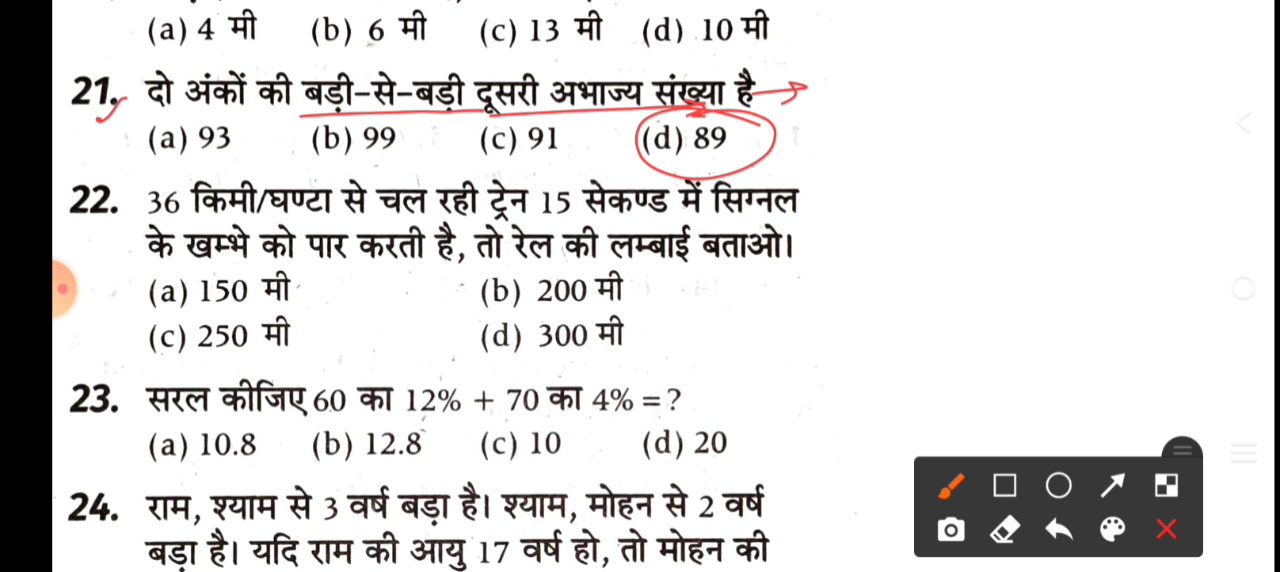 (a) 4 मी (b) 6 मी (c) 13 मी (d) 10 मी
21. दो अंकों की बड़ी-से-बड़ी दूसरी अभाज्य संख्या है
(a) 93 (b) 99 (c) 91 (d) 89
22. 36 किमी/घण्टा से चल रही ट्रेन 15 सेकण्ड में सिग्नल
के खम्भे को पार करती है, तो रेल की लम्बाई बताओ।
(a) 150 मी (b) 200 मी
(c) 250 मी (d) 300 मी
23. सरल कीजिए 60 का 12% + 70 का 4% = ?
(a) 10.8 (b) 12.8 (c) 10 (d) 20
24. राम, श्याम से 3 वर्ष बड़ा है। श्याम, मोहन से 2 वर्ष
बड़ा है। यदि राम की आयु 17 वर्ष हो, तो मोहन की